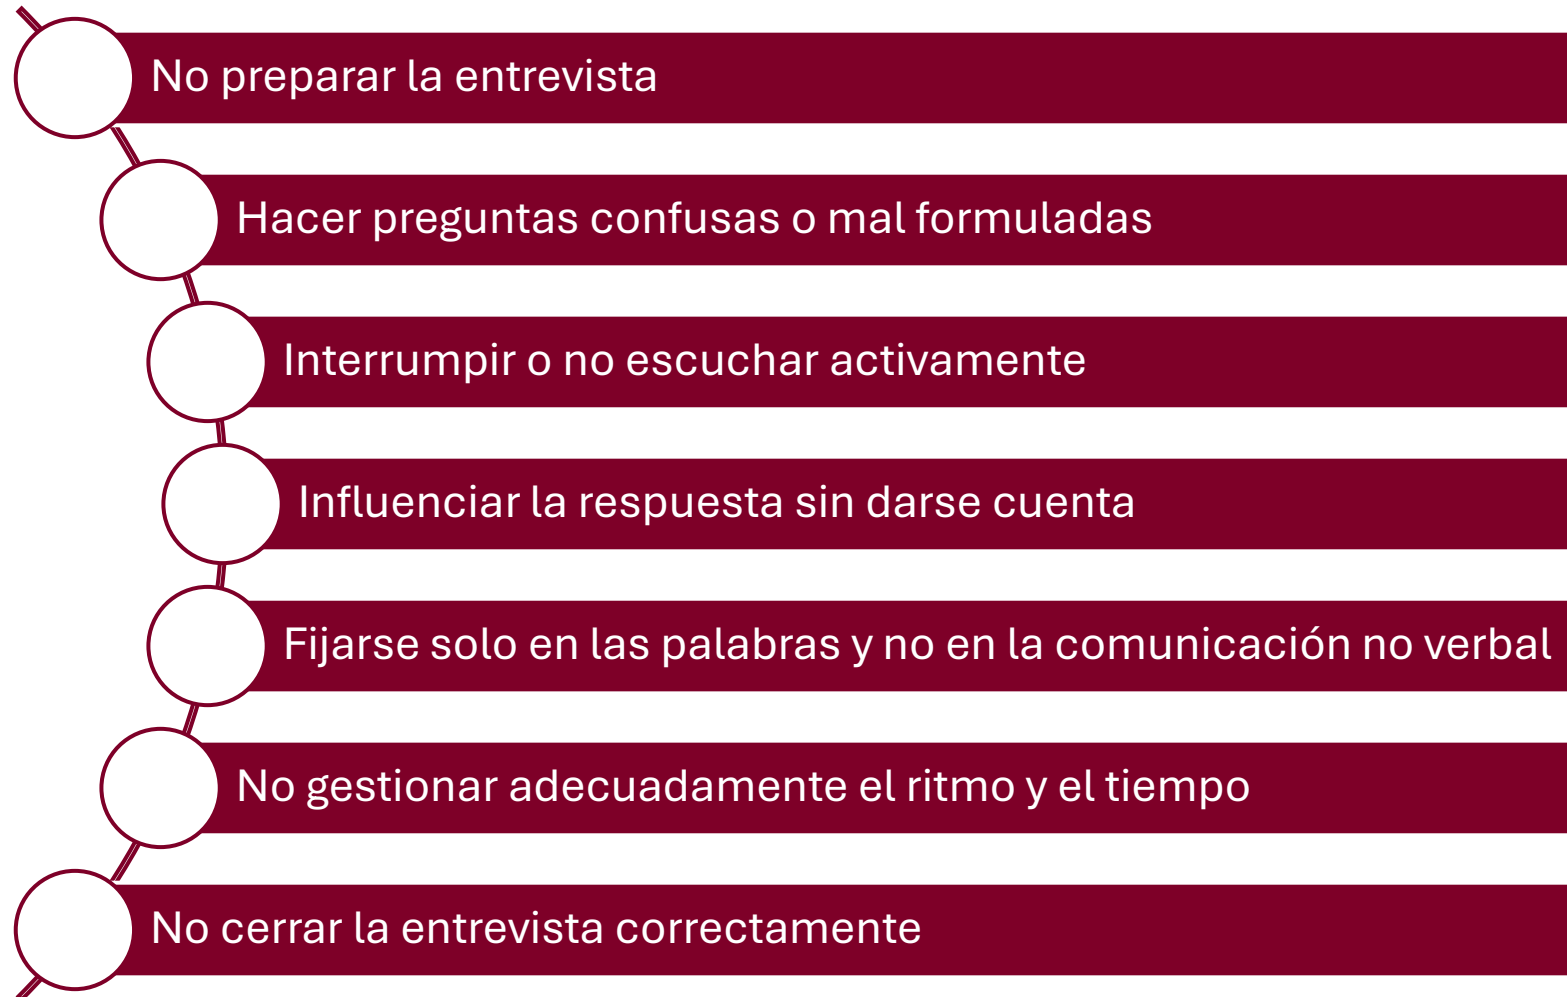 No preparar la entrevista
Hacer preguntas confusas o mal formuladas
Interrumpir o no escuchar activamente
Influenciar la respuesta sin darse cuenta
Fijarse solo en las palabras y no en la comunicación no verbal
No gestionar adecuadamente el ritmo y el tiempo
No cerrar la entrevista correctamente